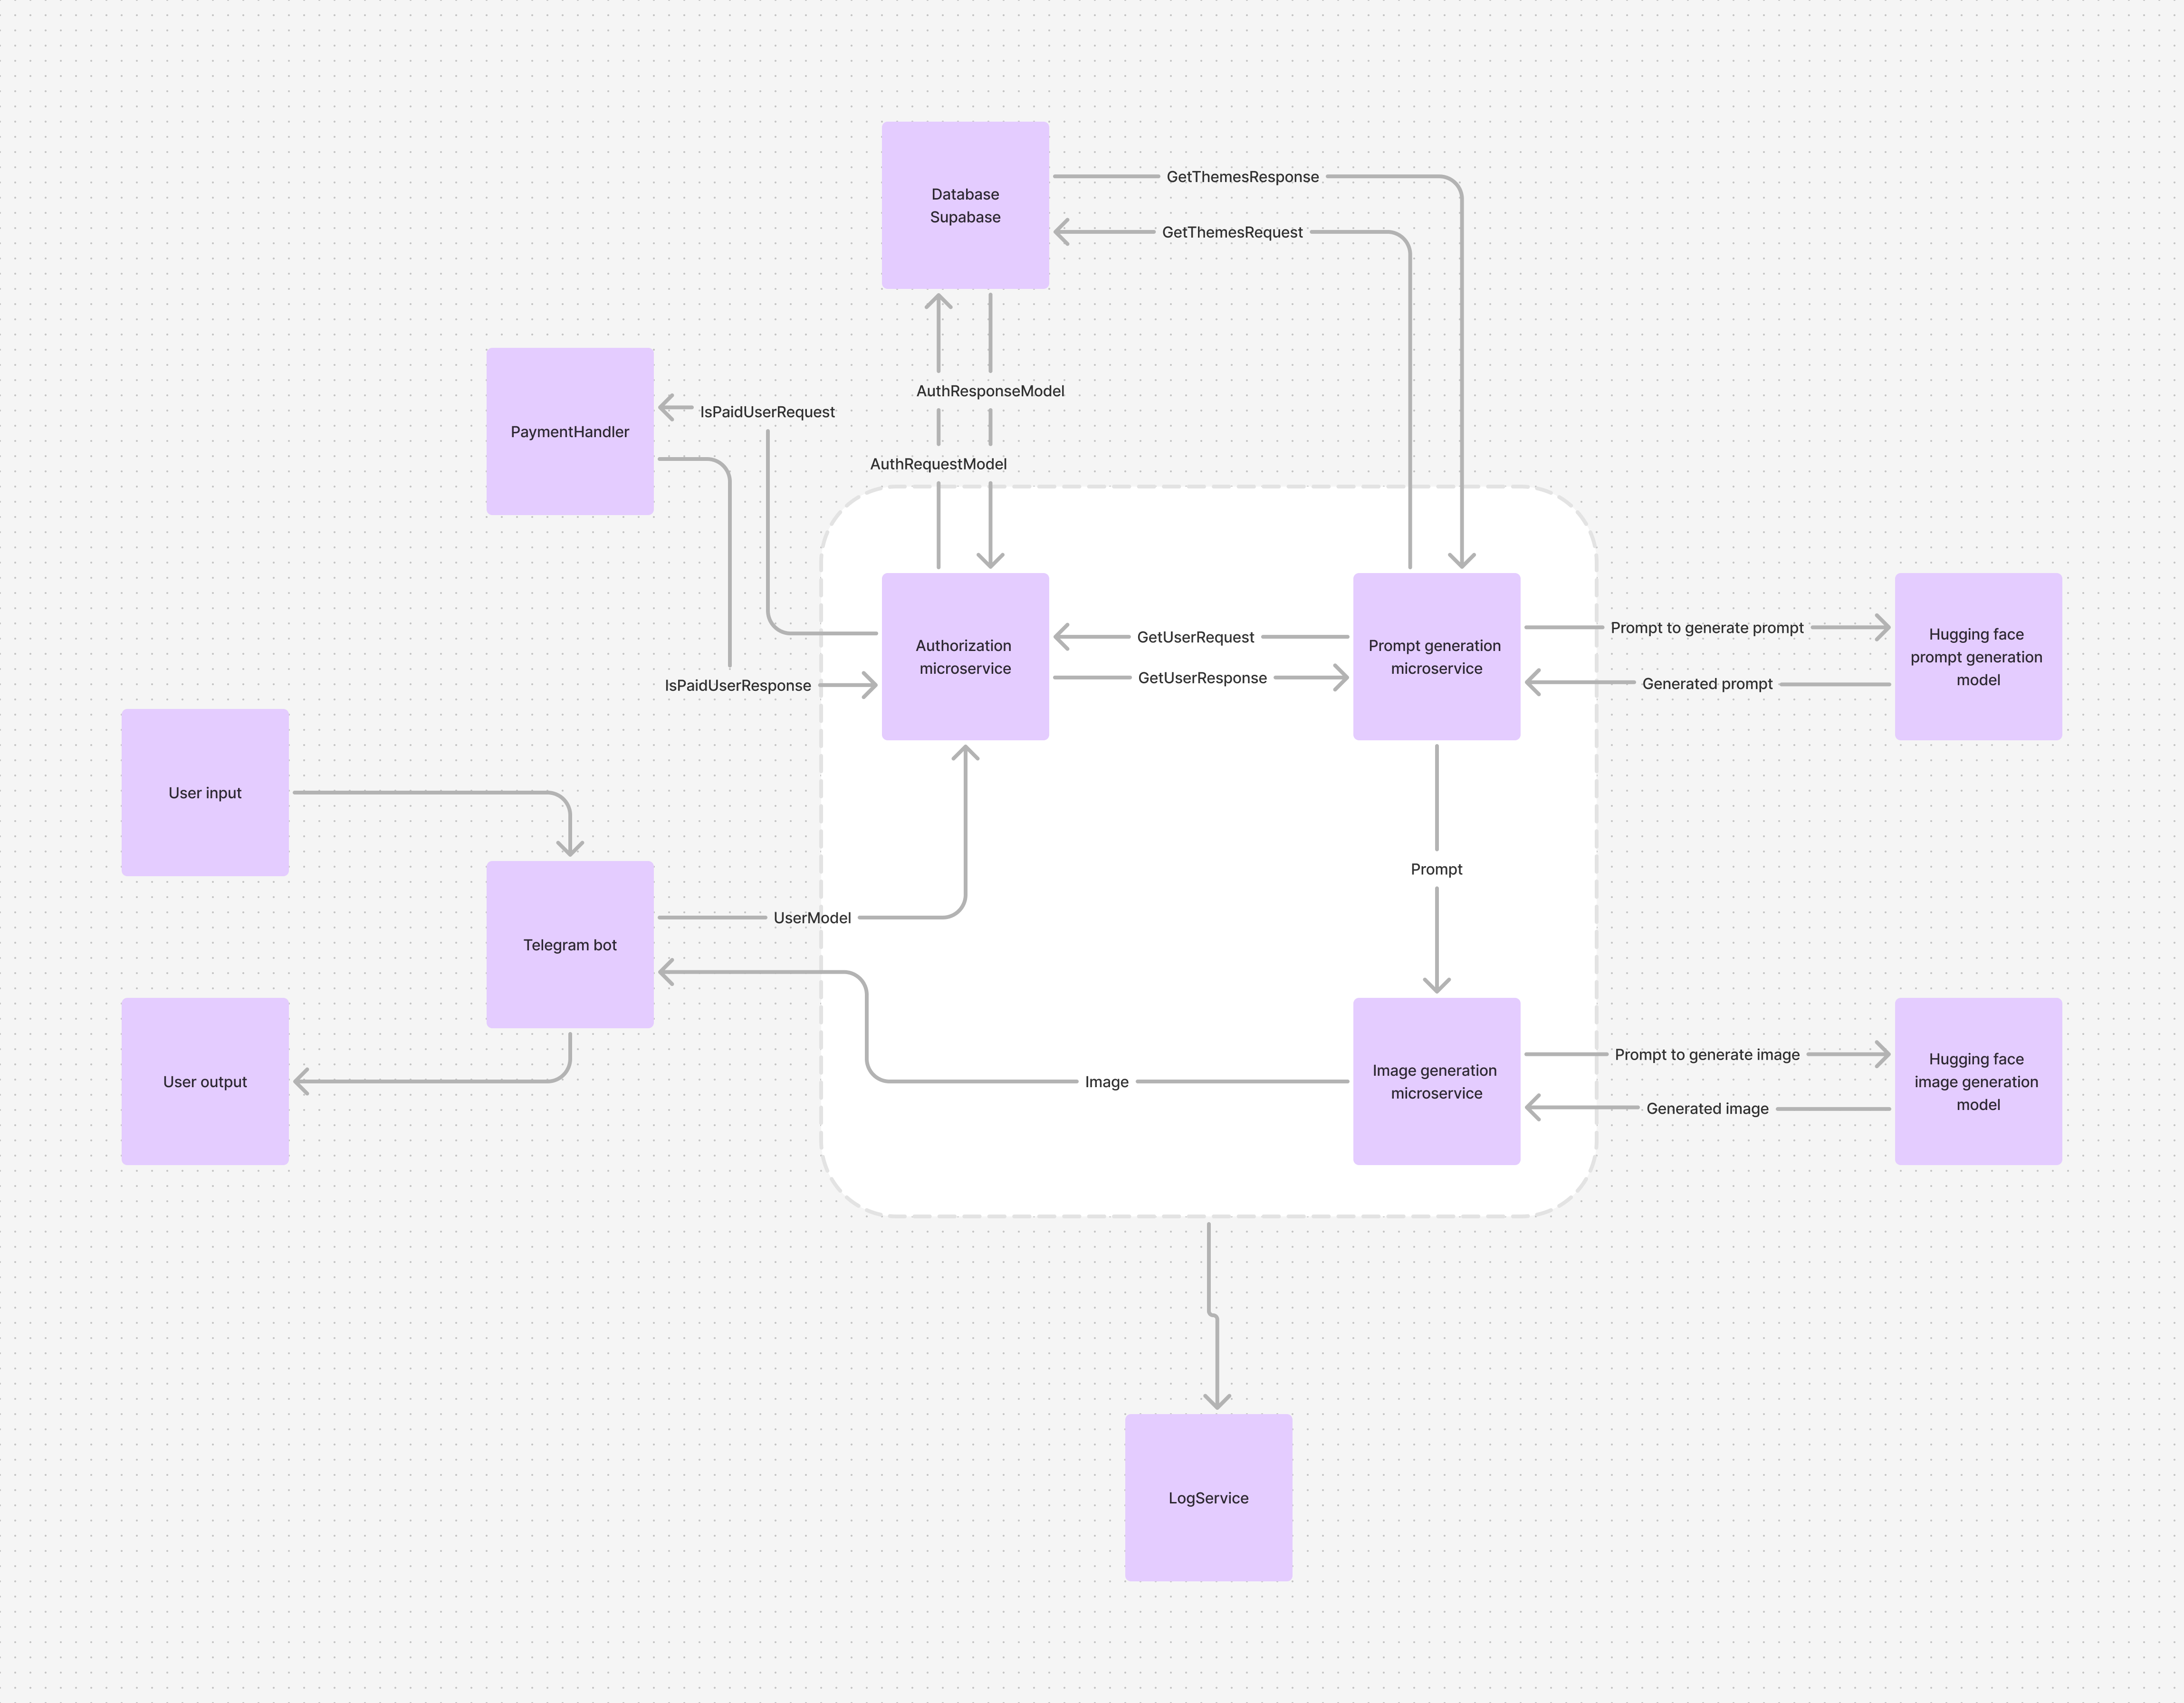 Database
Supabase
GetThemesResponse
GetThemesRequest
PaymentHandler
IsPaidUserRequest
AuthResponseModel
AuthRequestModel
IsPaidUserResponse
Authorization
microservice
GetUserRequest
GetUserResponse
Prompt generation
microservice
Prompt to generate prompt
Generated prompt
Hugging face
prompt generation
model
User input
Telegram bot
UserModel
Prompt
User output
Image
Image generation
microservice
Prompt to generate image
Generated image
Hugging face
image generation
model
LogService